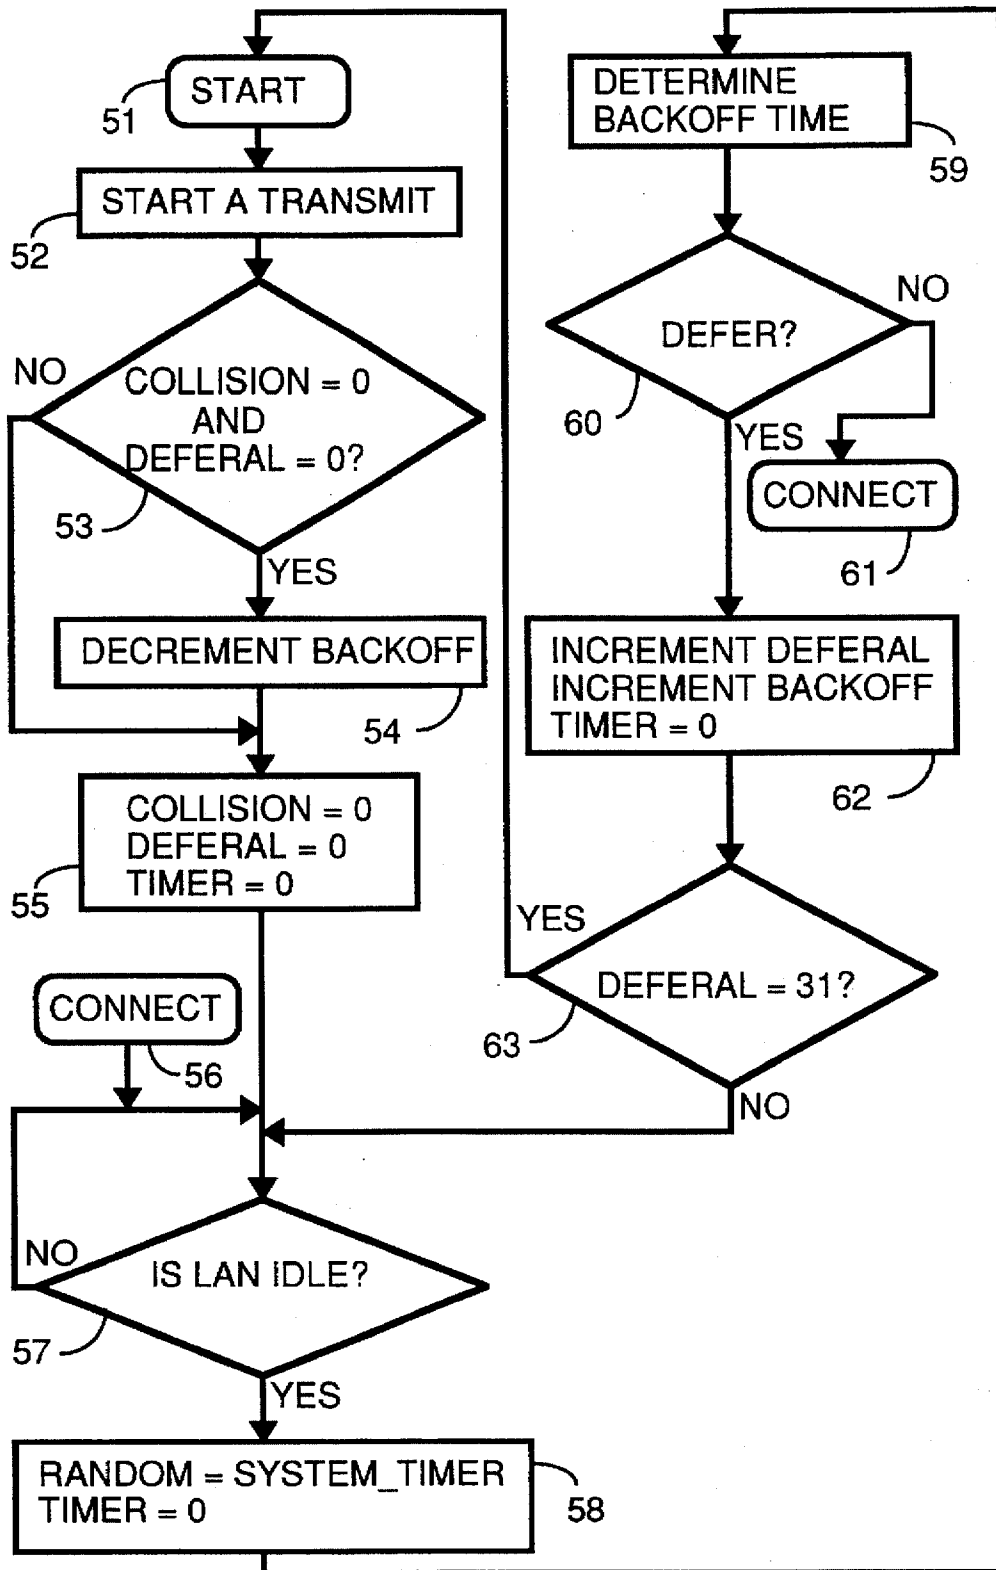 START
51
START A TRANSMIT
52
NO
COLLISION = 0
AND
DEFERAL = 0?
53
YES
DECREMENT BACKOFF
54
COLLISION = 0
DEFERAL = 0
TIMER = 0
55
CONNECT
56
NO
IS LAN IDLE?
57
YES
RANDOM = SYSTEM_TIMER
TIMER = 0
58
DETERMINE
BACKOFF TIME
59
NO
DEFER?
60
YES
CONNECT
61
INCREMENT DEFERAL
INCREMENT BACKOFF
TIMER = 0
62
YES
DEFERAL = 31?
63
NO